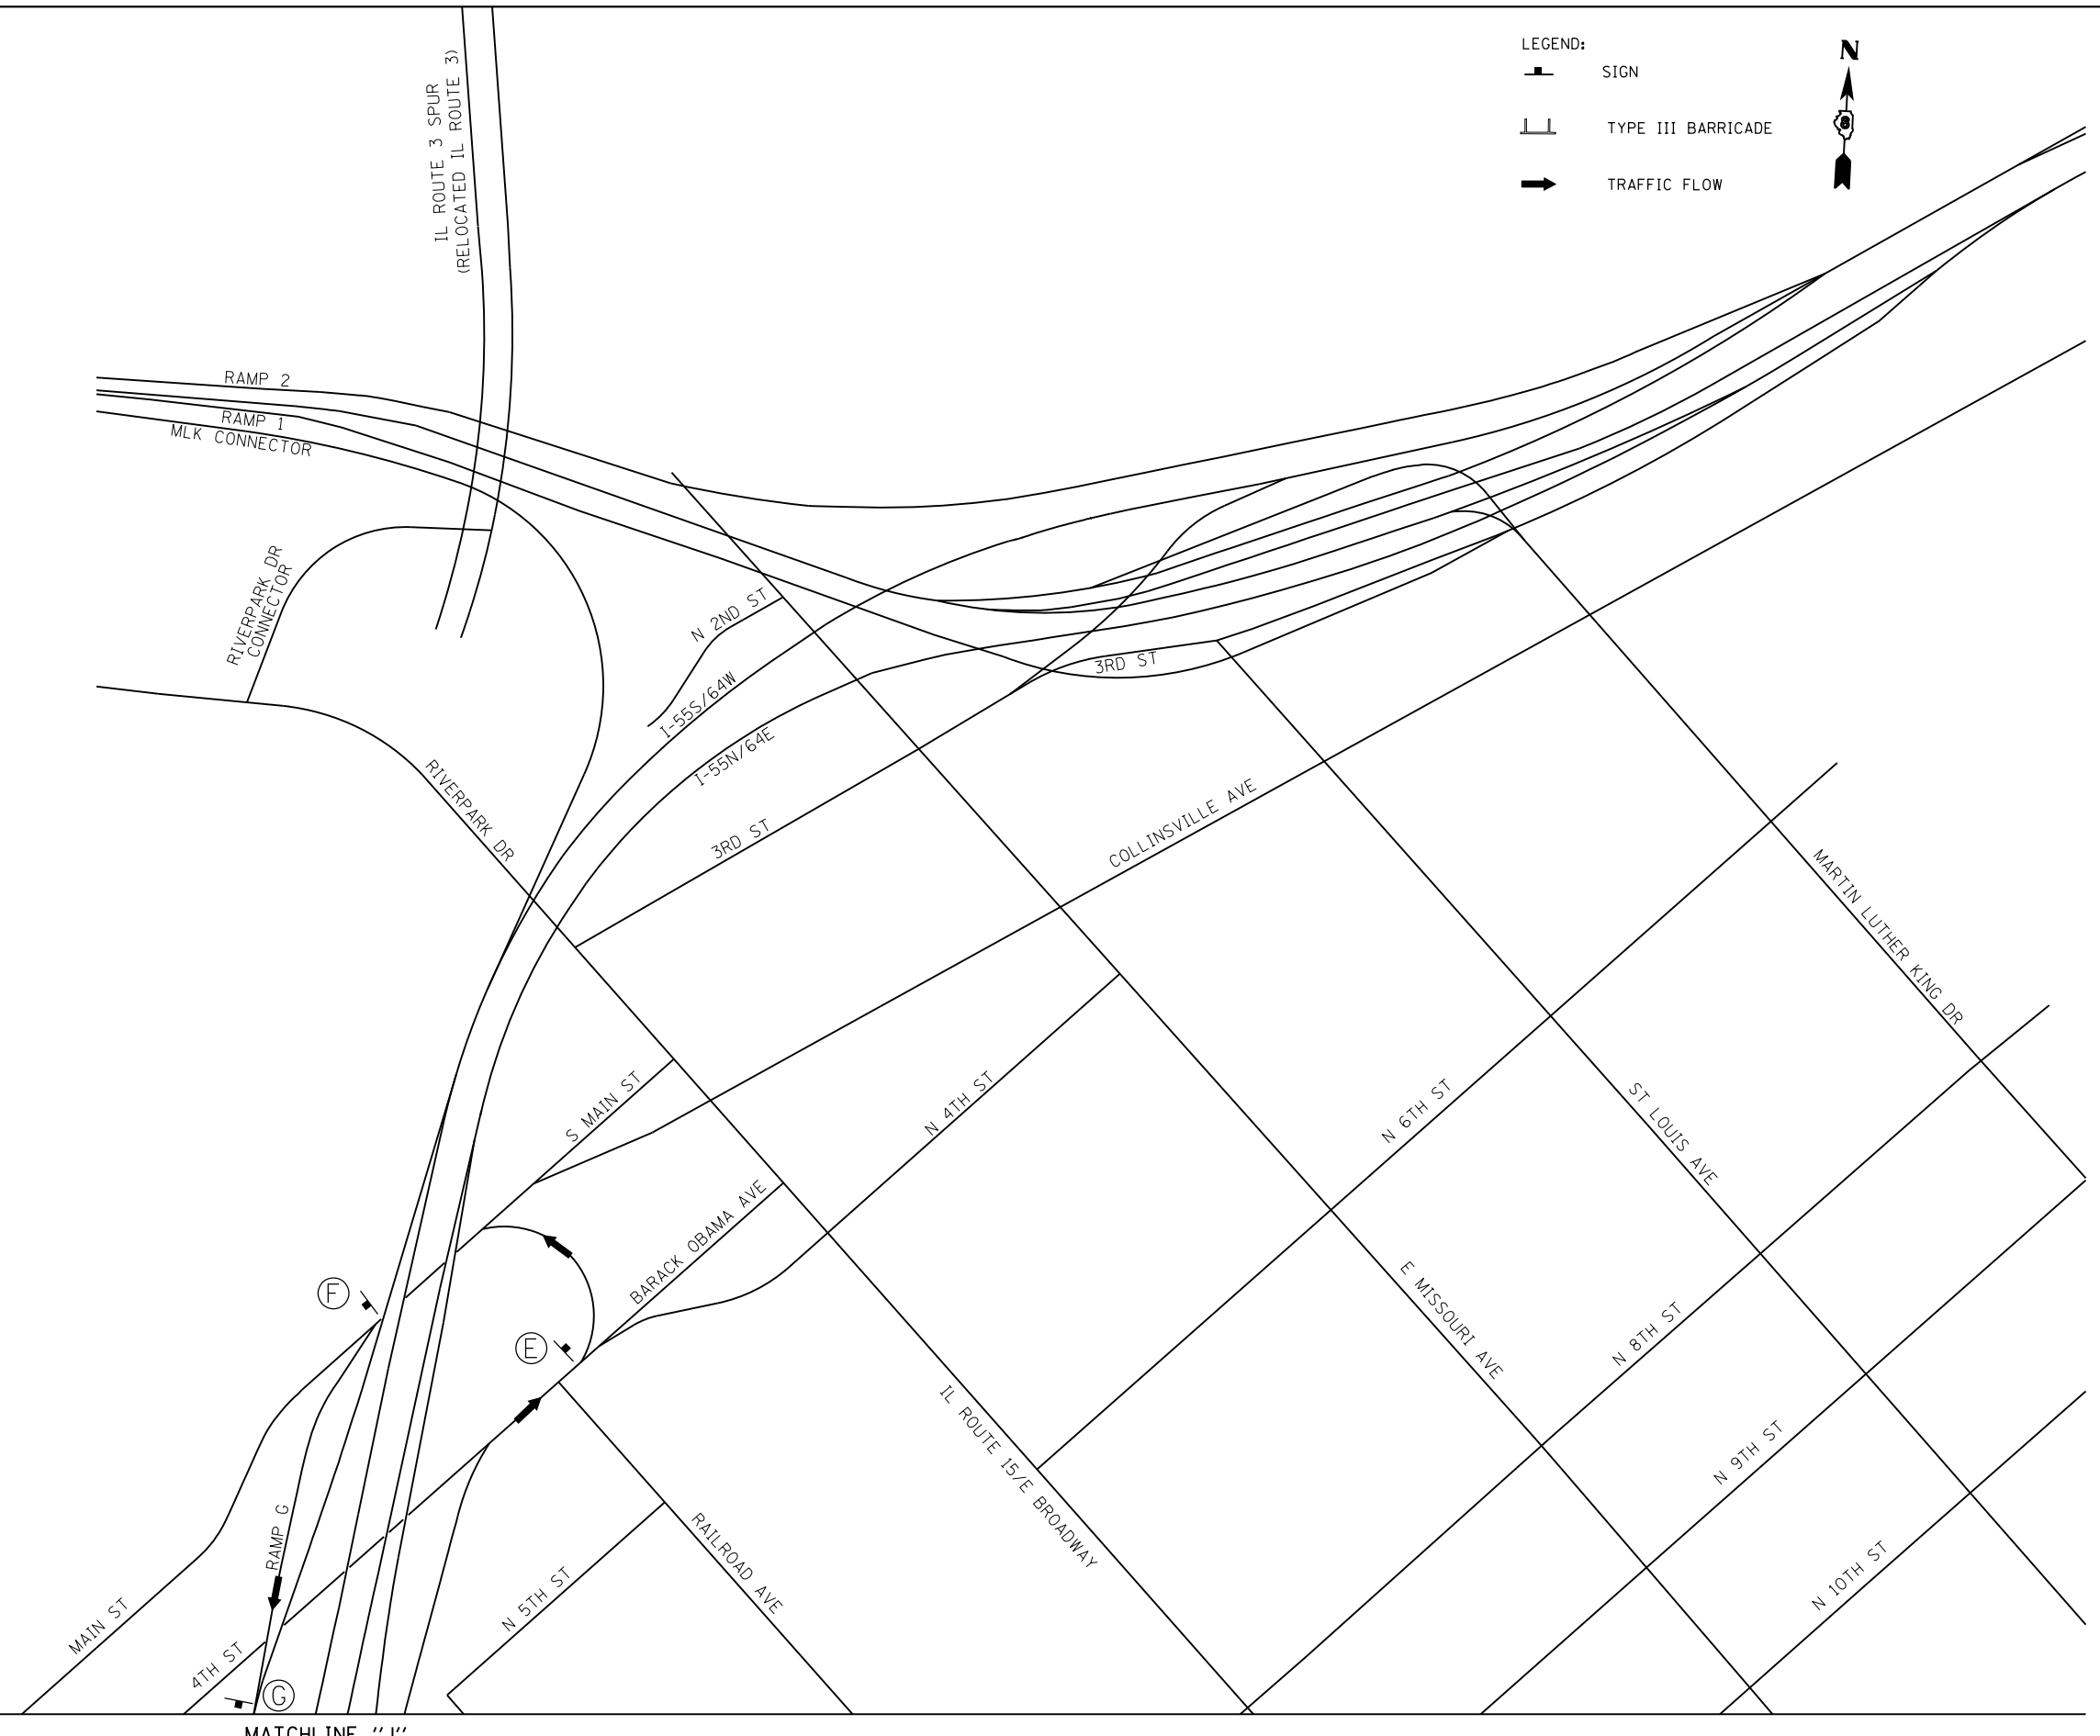 LEGEND:
SIGN
TYPE III BARRICADE
TRAFFIC FLOW
N
8
IL ROUTE 3 SPUR
(RELOCATED IL ROUTE 3)
RAMP 2
RAMP 1
MLK CONNECTOR
RIVERPARK DR
CONNECTOR
N 2ND ST
I-55S/64W
3RD ST
I-55N/64E
RIVERPARK DR
3RD ST
COLLINSVILLE AVE
MARTIN LUTHER KING DR
S MAIN ST
N 4TH ST
N 6TH ST
ST LOUIS AVE
BARACK OBAMA AVE
F
E
E MISSOURI AVE
N 8TH ST
IL ROUTE 15/E BROADWAY
N 9TH ST
RAMP G
RAILROAD AVE
N 5TH ST
N 10TH ST
MAIN ST
4TH ST
G
MATCHLINE "J"